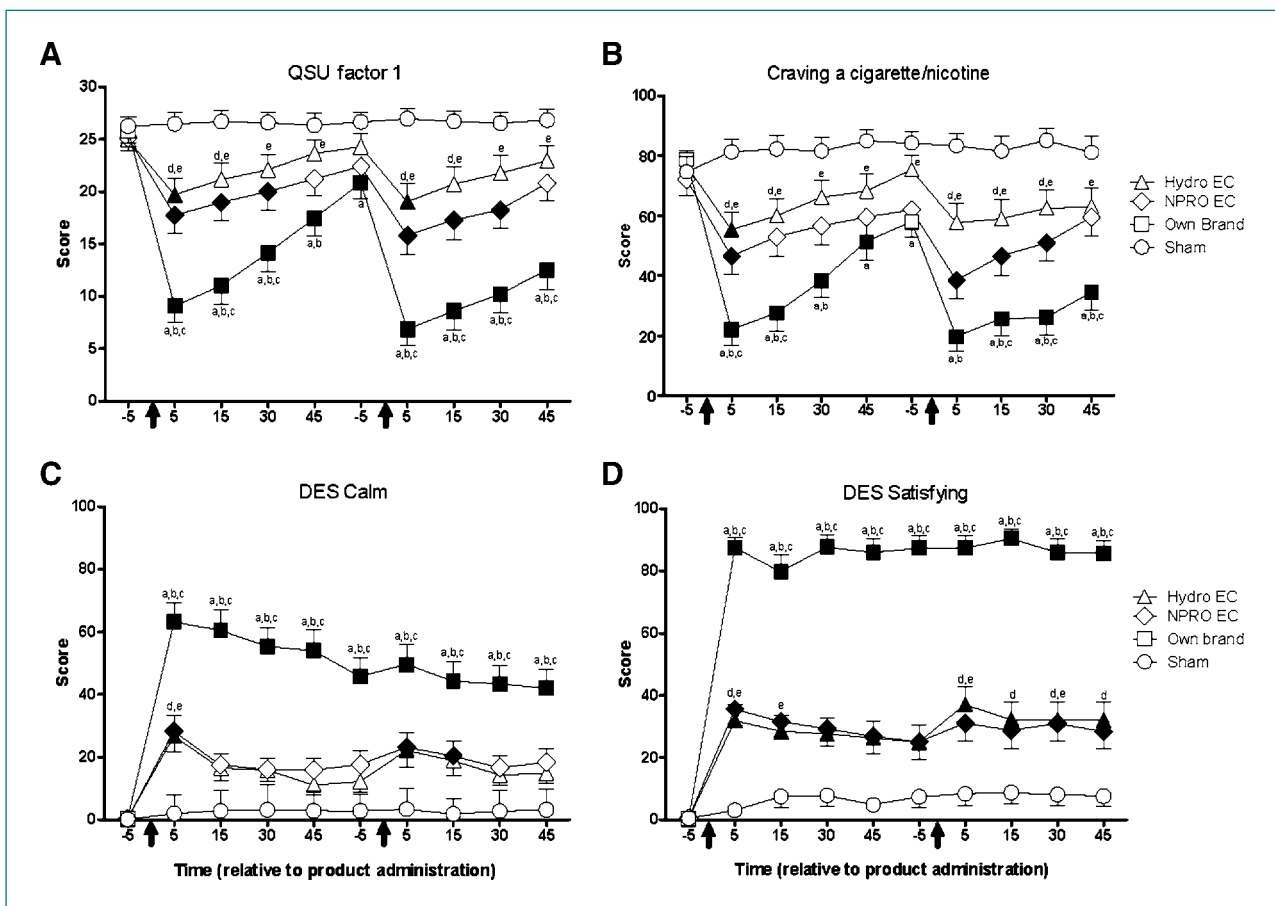 A
QSU factor 1
Score
30
25
20
15
10
5
0
d,e d,e e e d,e d,e e e
a,b,c a,b,c a,b,c a,b a a,b,c a,b,c a,b,c a,b,c
-5 5 15 30 45 -5 5 15 30 45
B
Craving a cigarette/nicotine
Score
100
80
60
40
20
0
d,e d,e e e e d,e d,e d,e e
a,b,c a,b,c a,b a a a,b a,b,c a,b,c a,b,c
-5 5 15 30 45 -5 5 15 30 45
Hydro EC
NPRO EC
Own Brand
Sham
C
DES Calm
Score
100
80
60
40
20
0
a,b,c a,b,c a,b,c a,b,c a,b,c a,b,c a,b,c a,b,c a,b,c
d,e
-5 5 15 30 45 -5 5 15 30 45
Time (relative to product administration)
D
DES Satisfying
Score
100
80
60
40
20
0
a,b,c a,b,c a,b,c a,b,c a,b,c a,b,c a,b,c a,b,c a,b,c
d,e e d,e d d,e d
-5 5 15 30 45 -5 5 15 30 45
Time (relative to product administration)
Hydro EC
NPRO EC
Own brand
Sham